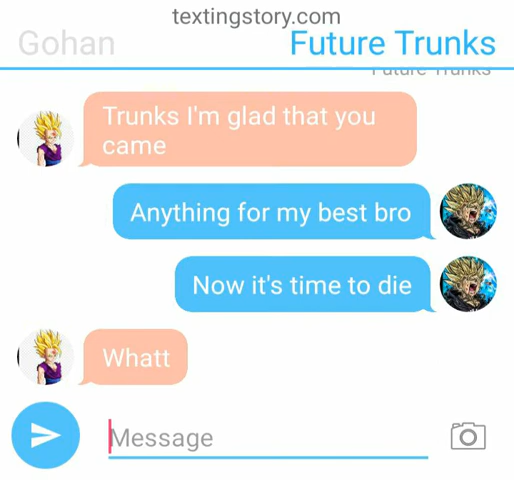 textingstory.com
Gohan
Future Trunks
Future Trunks
Trunks I'm glad that you
came
Anything for my best bro
Now it's time to die
Whatt
Message